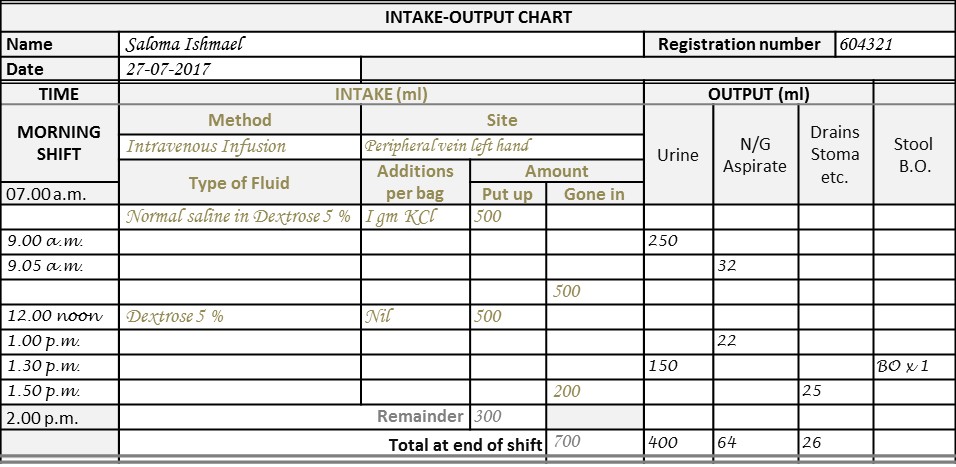 INTAKE-OUTPUT CHART
Name Saloma Ishmael Registration number 604321
Date 27-07-2017
TIME INTAKE (ml) OUTPUT (ml)
MORNING SHIFT Method Site Urine N/G Aspirate Drains Stoma etc. Stool B.O.
Intravenous Infusion Peripheral vein left hand
Type of Fluid Additions per bag Amount
07.00 a.m. Put up Gone in
Normal saline in Dextrose 5 % I gm KCl 500
9.00 a.m. 250
9.05 a.m. 32
500
12.00 noon Dextrose 5 % Nil 500
1.00 p.m. 22
1.30 p.m. 150 BO x 1
1.50 p.m. 200 25
2.00 p.m. Remainder 300
Total at end of shift 700 400 64 26